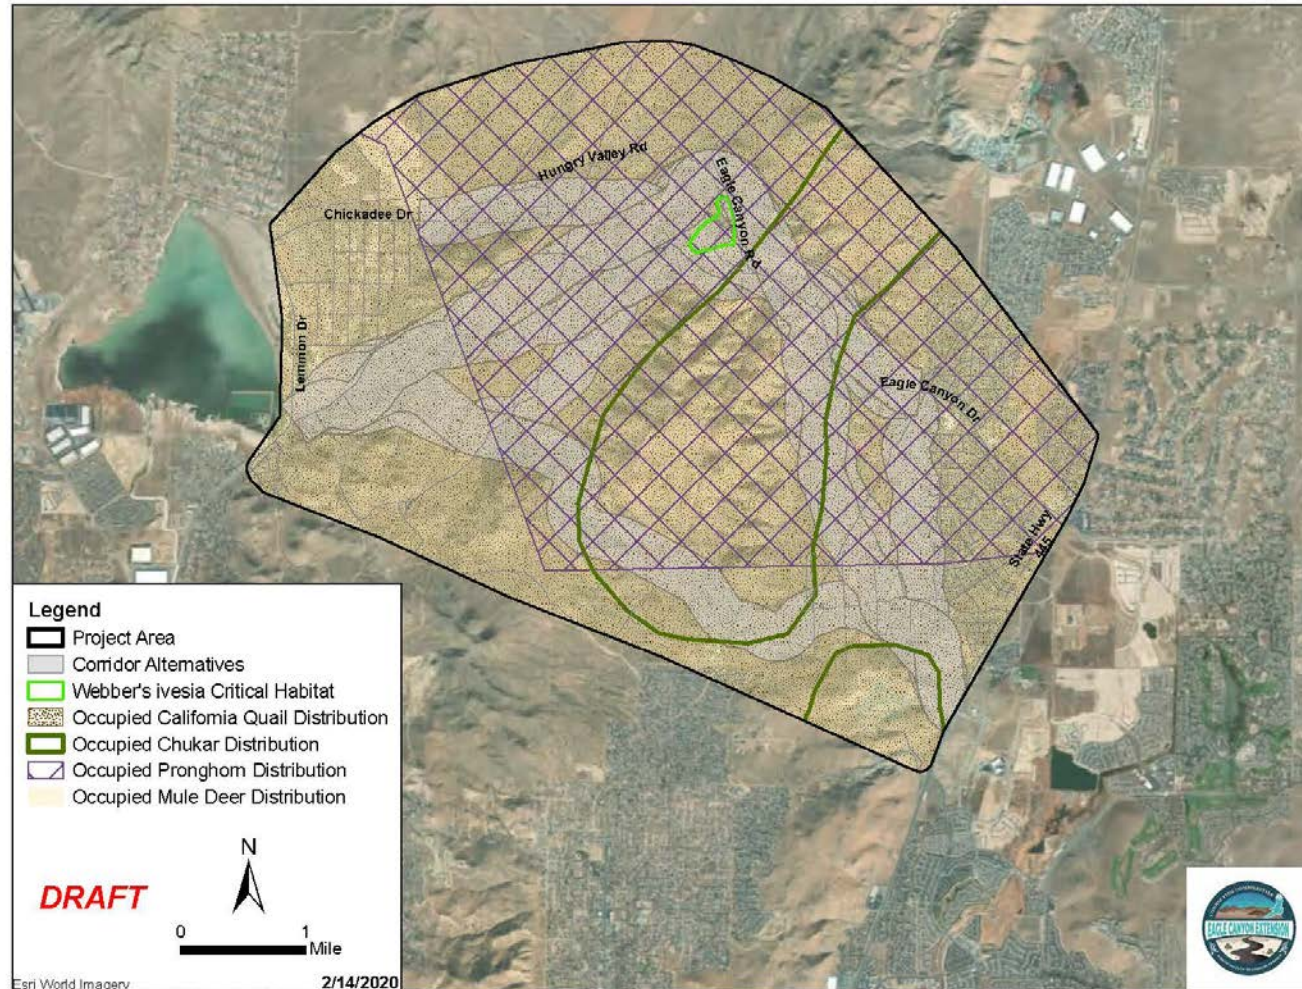 Hungry Valley Rd
Eagle Canyon Rd
Chickadee Dr
Lemmon Dr
Eagle Canyon Dr
State Hwy
445
Legend
Project Area
Corridor Alternatives
Webber's ivesia Critical Habitat
Occupied California Quail Distribution
Occupied Chukar Distribution
Occupied Pronghorn Distribution
Occupied Mule Deer Distribution
N
DRAFT
0 1
Mile
Esri World Imagery 2/14/2020
EAGLE CANYON EXTENSION